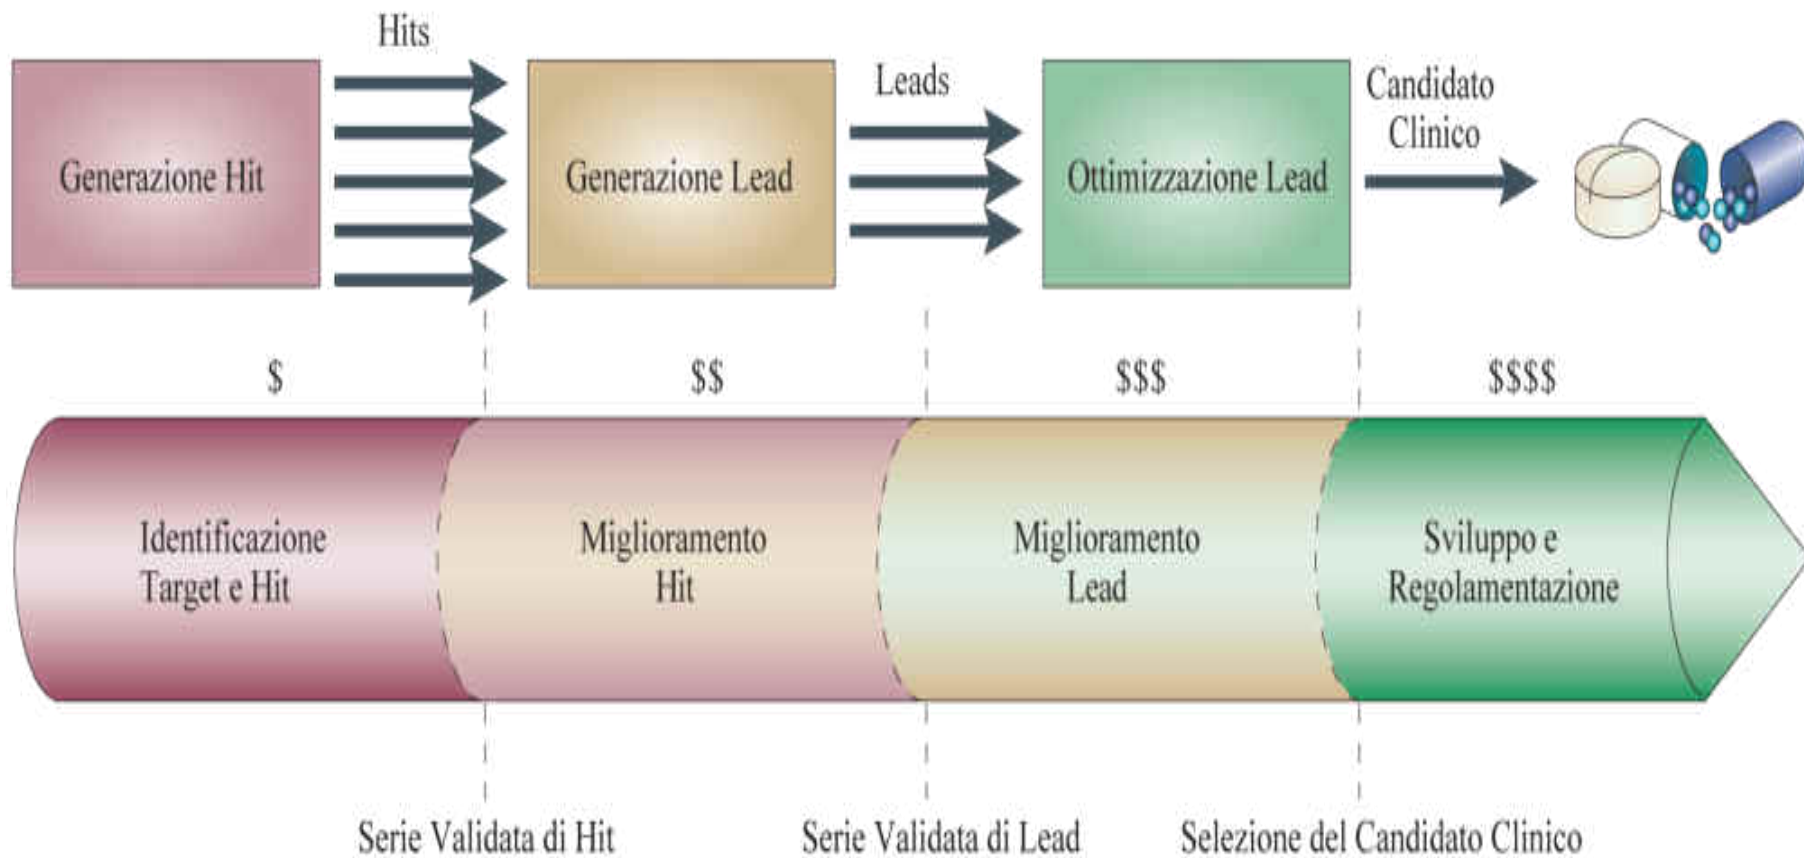 Hits
Leads
Candidato
Clinico
Generazione Hit
Generazione Lead
Ottimizzazione Lead
$
$$
$$$
$$$$
Identificazione
Target e Hit
Miglioramento
Hit
Miglioramento
Lead
Sviluppo e
Regolamentazione
Serie Validata di Hit
Serie Validata di Lead
Selezione del Candidato Clinico